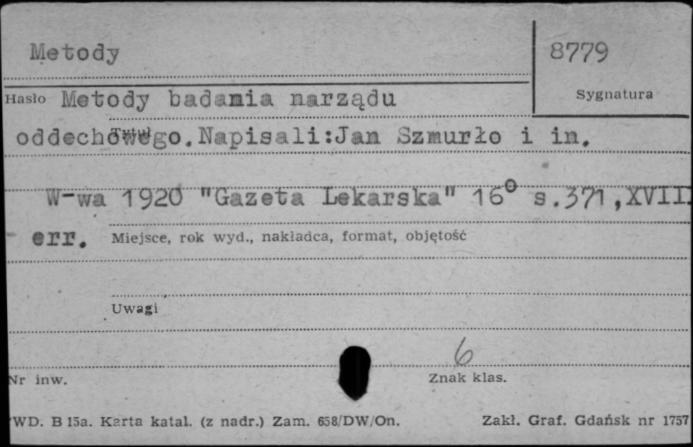 Metody 8779
Hasło Metody badania narządu Sygnatura
oddechowego. Napisali: Jan Szmurło i in.
W-wa 1920 "Gazeta Lekarska" 16° s.371, XVII
err. Miejsce, rok wyd., nakładca, format, objętość
Uwagi
6
Nr inw. Znak klas.
WD. B 15a. Karta katal. (z nadr.) Zam. 658/DW/On. Zakł. Graf. Gdańsk nr 1757